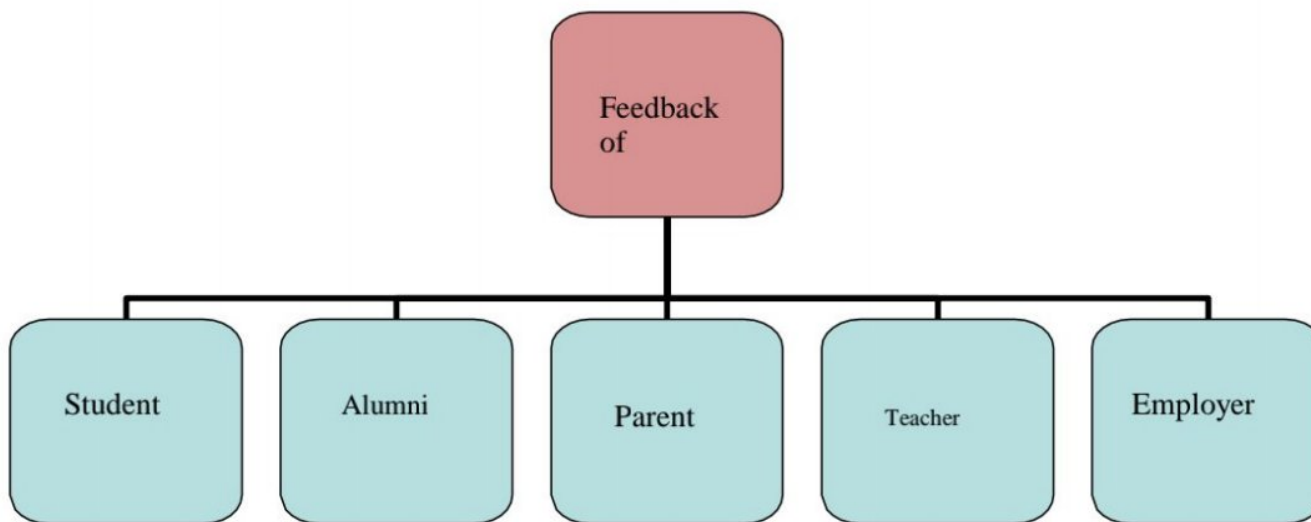 Feedback
of
Student
Alumni
Parent
Teacher
Employer